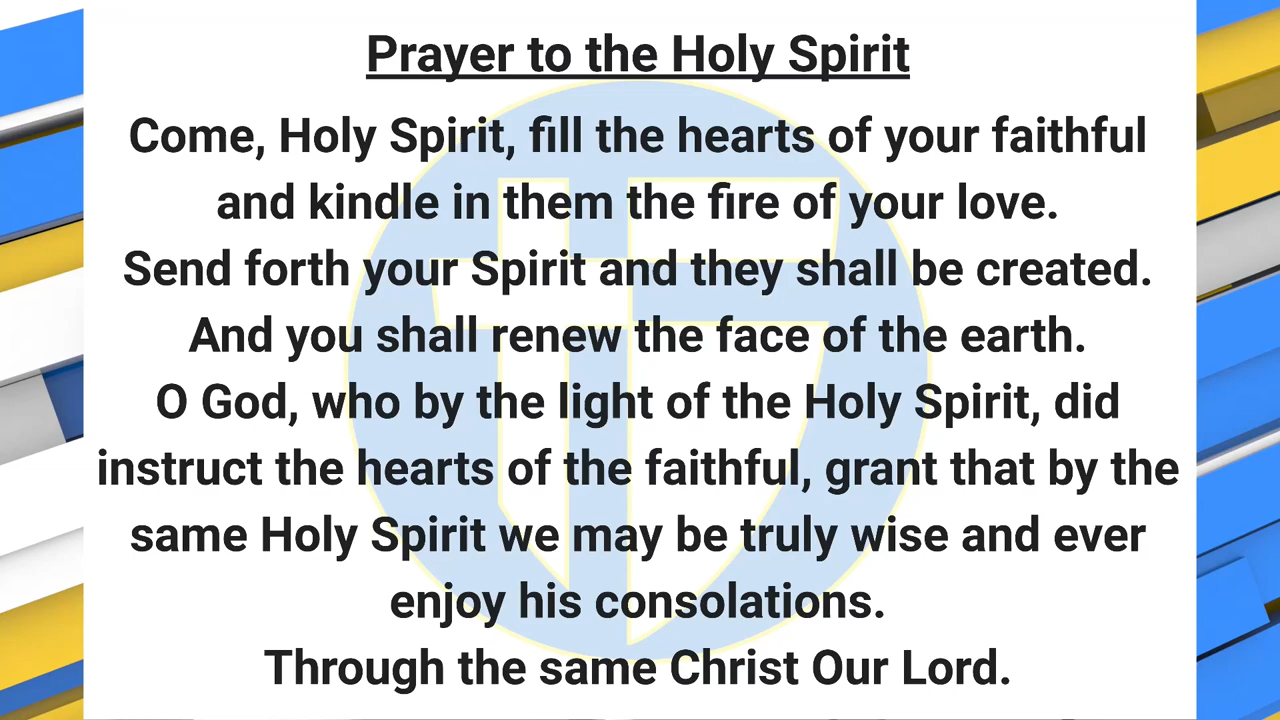 Prayer to the Holy Spirit
Come, Holy Spirit, fill the hearts of your faithful
and kindle in them the fire of your love.
Send forth your Spirit and they shall be created.
And you shall renew the face of the earth.
O God, who by the light of the Holy Spirit, did
instruct the hearts of the faithful, grant that by the
same Holy Spirit we may be truly wise and ever
enjoy his consolations.
Through the same Christ Our Lord.